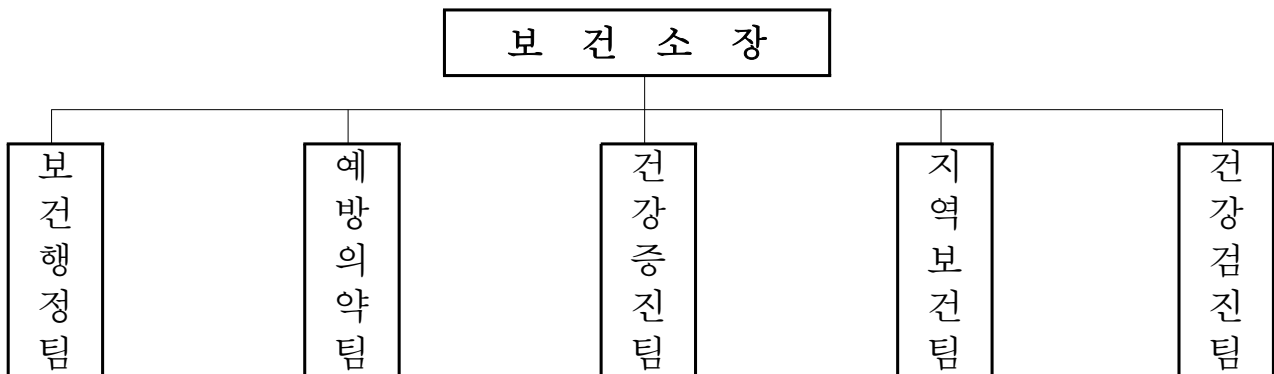 보 건 소 장
보건행정팀
예방의약팀
건강증진팀
지역보건팀
건강검진팀